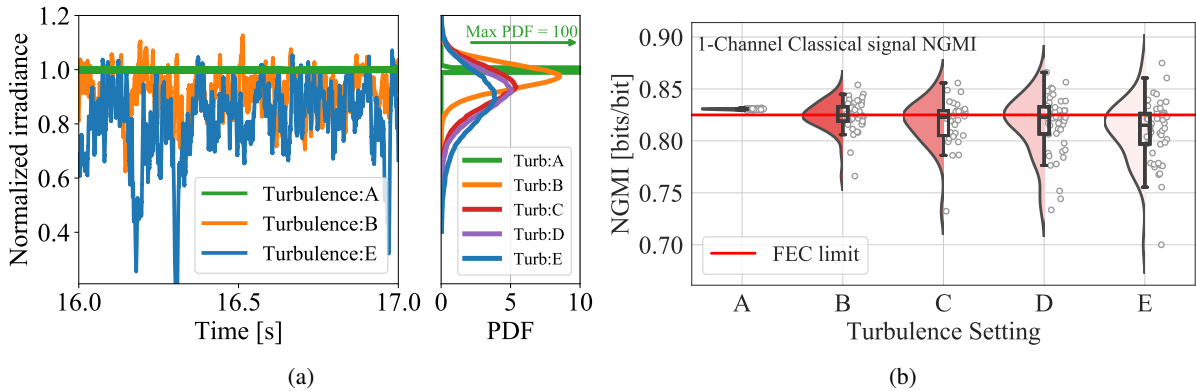 1.2
1.0
0.8
0.6
0.4
Normalized irradiance
Turbulence:A
Turbulence:B
Turbulence:E
16.0
16.5
17.0
Time [s]
(a)
Max PDF = 100
Turb:A
Turb:B
Turb:C
Turb:D
Turb:E
0
5
10
PDF
0.90
0.85
0.80
0.75
0.70
NGMI [bits/bit]
1-Channel Classical signal NGMI
FEC limit
A
B
C
D
E
Turbulence Setting
(b)